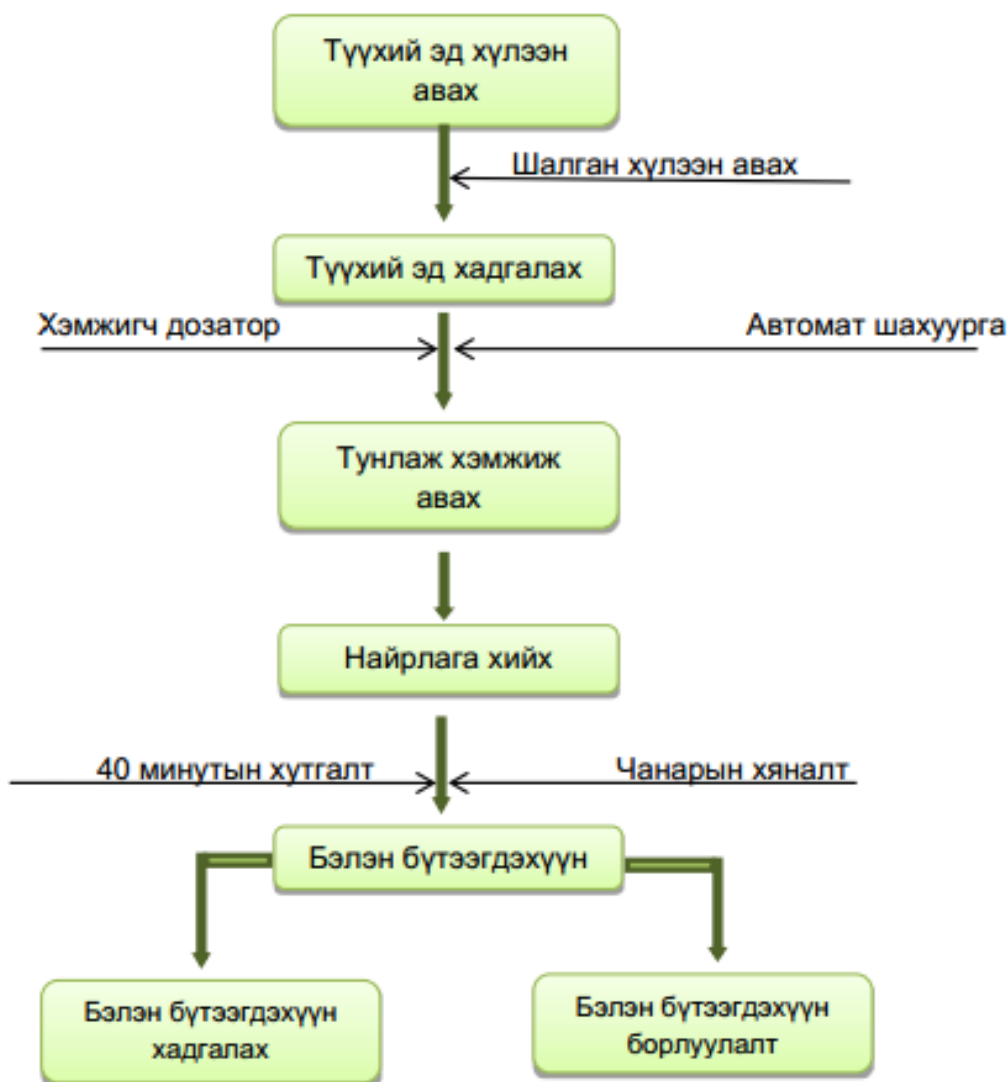 Түүхий эд хүлээн
авах
Шалган хүлээн авах
Түүхий эд хадгалах
Хэмжигч дозатор
Автомат шахуурга
Тунлаж хэмжиж
авах
Найрлага хийх
40 минутын хутгалт
Чанарын хяналт
Бэлэн бүтээгдэхүүн
Бэлэн бүтээгдэхүүн
хадгалах
Бэлэн бүтээгдэхүүн
борлуулалт